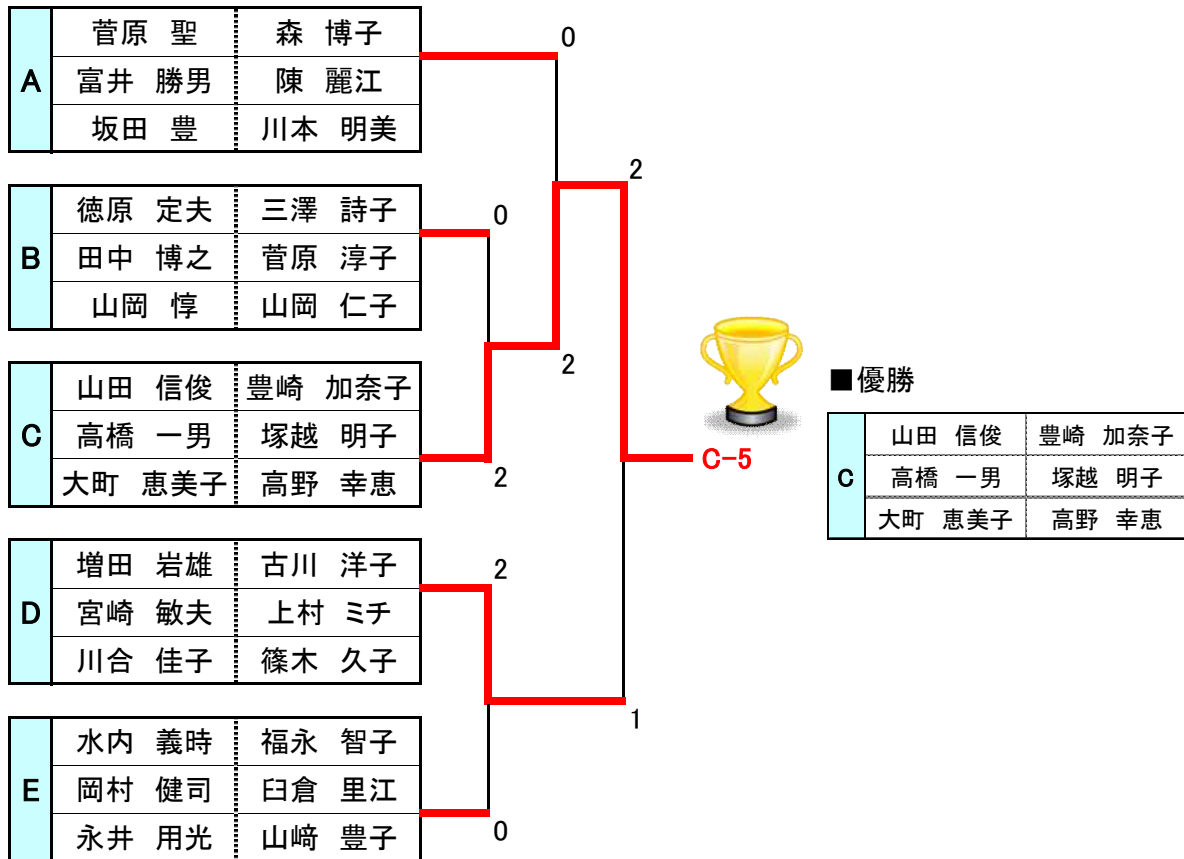 菅原 聖 森 博子 0
A 富井 勝男 陳 麗江
坂田 豊 川本 明美
2
徳原 定夫 三澤 詩子 0
B 田中 博之 菅原 淳子
山岡 惇 山岡 仁子
2
■優勝
山田 信俊 豊崎 加奈子
C 高橋 一男 塚越 明子
大町 恵美子 高野 幸恵 2
C-5
山田 信俊 豊崎 加奈子
C 高橋 一男 塚越 明子
大町 恵美子 高野 幸恵
増田 岩雄 古川 洋子 2
D 宮崎 敏夫 上村 ミチ
川合 佳子 篠木 久子
1
水内 義時 福永 智子
E 岡村 健司 臼倉 里江
永井 用光 山﨑 豊子 0